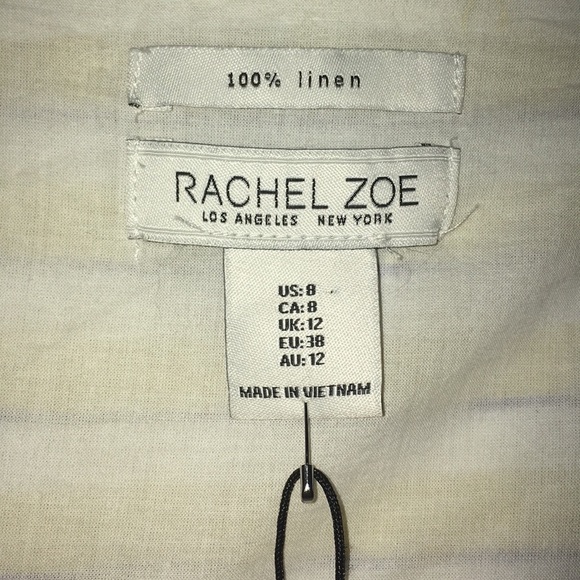 100% linen
RACHEL ZOE
LOS ANGELES NEW YORK
US:8
CA:8
UK:12
EU:38
AU:12
MADE IN VIETNAM